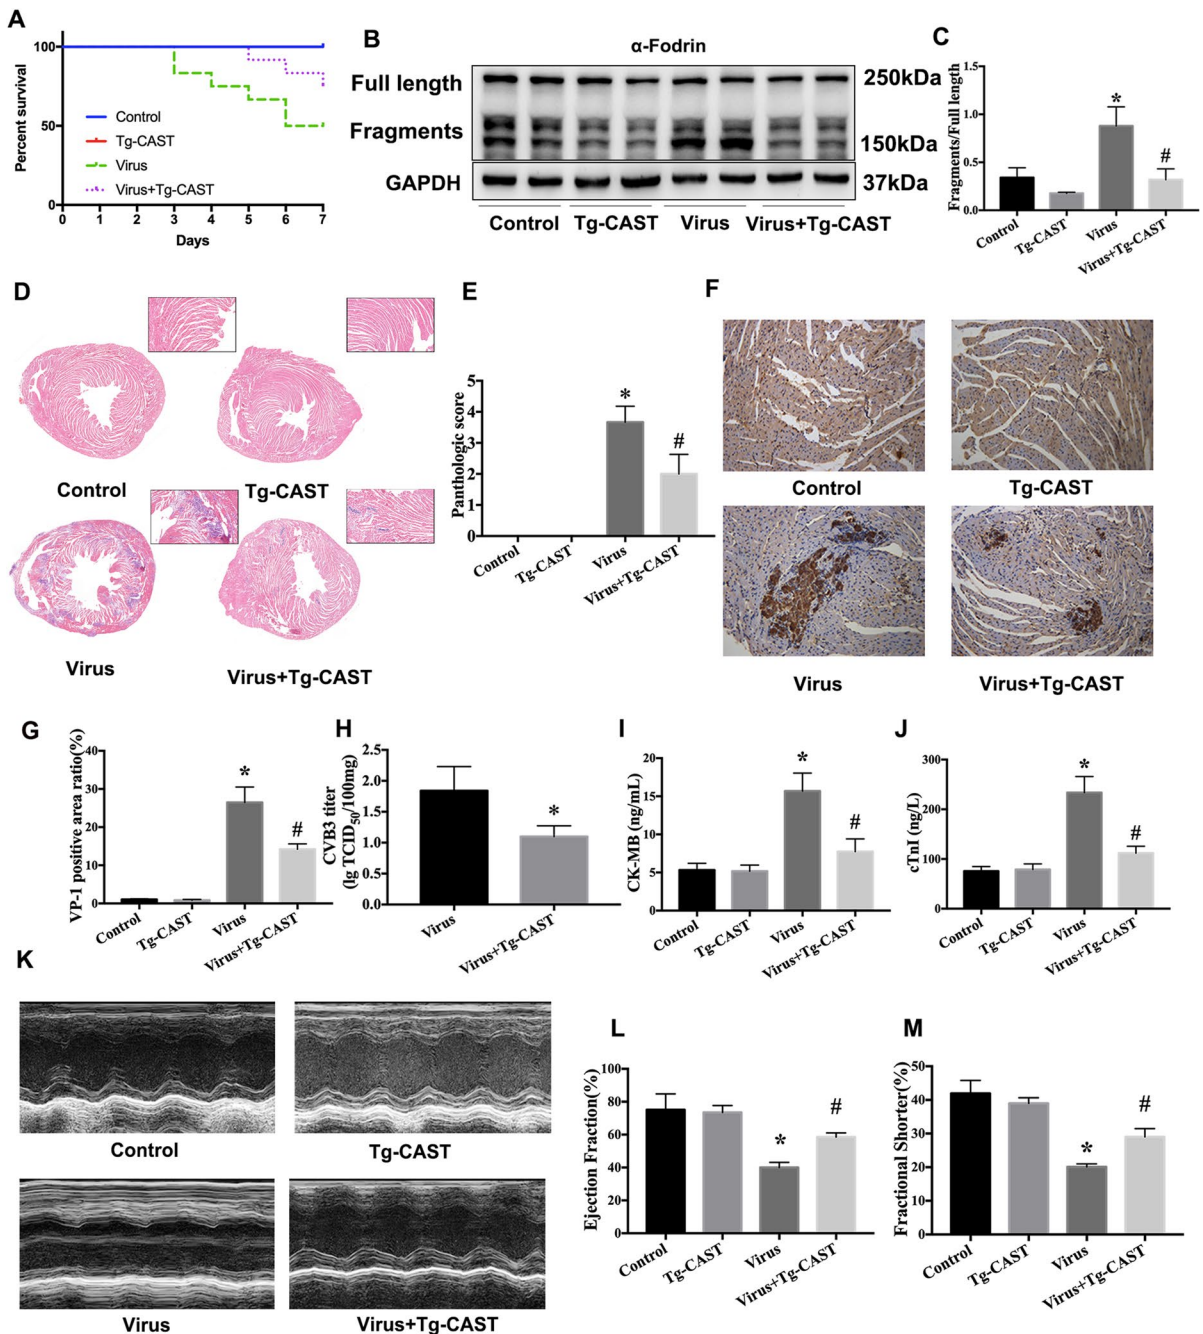 A
Percent survival
100
50
0
0 1 2 3 4 5 6 7
Days
Control
Tg-CAST
Virus
Virus+Tg-CAST
B
α-Fodrin
Full length
250kDa
Fragments
150kDa
GAPDH
37kDa
Control Tg-CAST Virus Virus+Tg-CAST
C
Fragments/Full length
1.5
1.0
0.5
0.0
*
#
Control
Tg-CAST
Virus
Virus+Tg-CAST
D
Control
Tg-CAST
Virus
Virus+Tg-CAST
E
Panthologic score
5
4
3
2
1
0
*
#
Control
Tg-CAST
Virus
Virus+Tg-CAST
F
Control
Tg-CAST
Virus
Virus+Tg-CAST
G
VP-1 positive area ratio(%)
40
30
20
10
0
*
#
Control
Tg-CAST
Virus
Virus+Tg-CAST
H
CVB3 titer
(lg TCID50/100mg)
2.5
2.0
1.5
1.0
0.5
0.0
*
Virus
Virus+Tg-CAST
I
CK-MB (ng/mL)
20
15
10
5
0
*
#
Control
Tg-CAST
Virus
Virus+Tg-CAST
J
cTnI (ng/L)
300
200
100
0
*
#
Control
Tg-CAST
Virus
Virus+Tg-CAST
K
Control
Tg-CAST
Virus
Virus+Tg-CAST
L
Ejection Fraction(%)
100
80
60
40
20
0
*
#
Control
Tg-CAST
Virus
Virus+Tg-CAST
M
Fractional Shorter(%)
50
40
30
20
10
0
*
#
Control
Tg-CAST
Virus
Virus+Tg-CAST